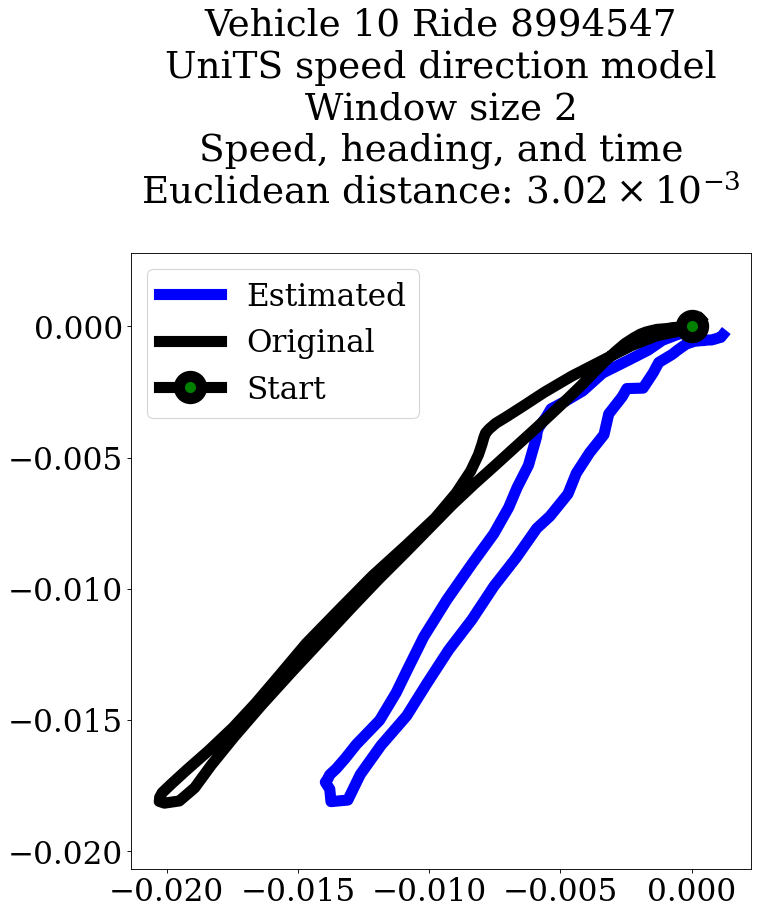 Vehicle 10 Ride 8994547
UniTS speed direction model
Window size 2
Speed, heading, and time
Euclidean distance: 3.02 × 10⁻³
Estimated
Original
Start
0.000
−0.005
−0.010
−0.015
−0.020
−0.020 −0.015 −0.010 −0.005 0.000